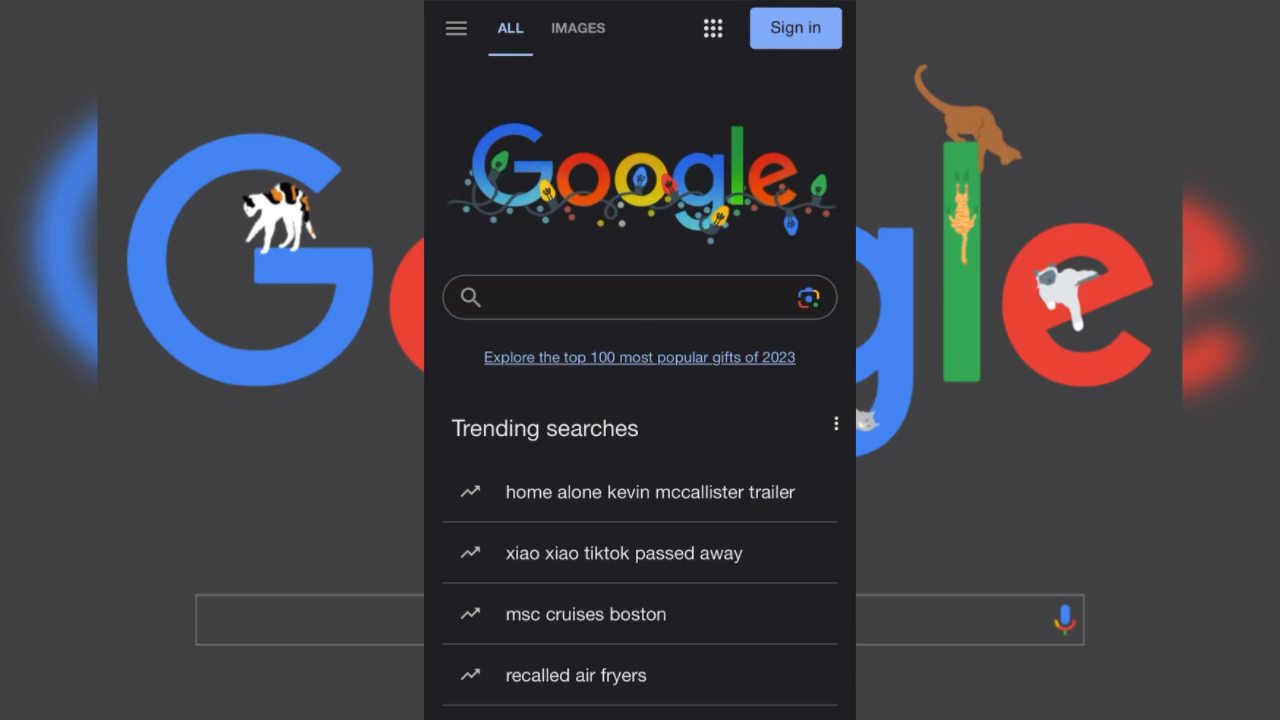 ALL IMAGES Sign in
Google
Explore the top 100 most popular gifts of 2023
Trending searches
home alone kevin mccallister trailer
xiao xiao tiktok passed away
msc cruises boston
recalled air fryers
G
gle